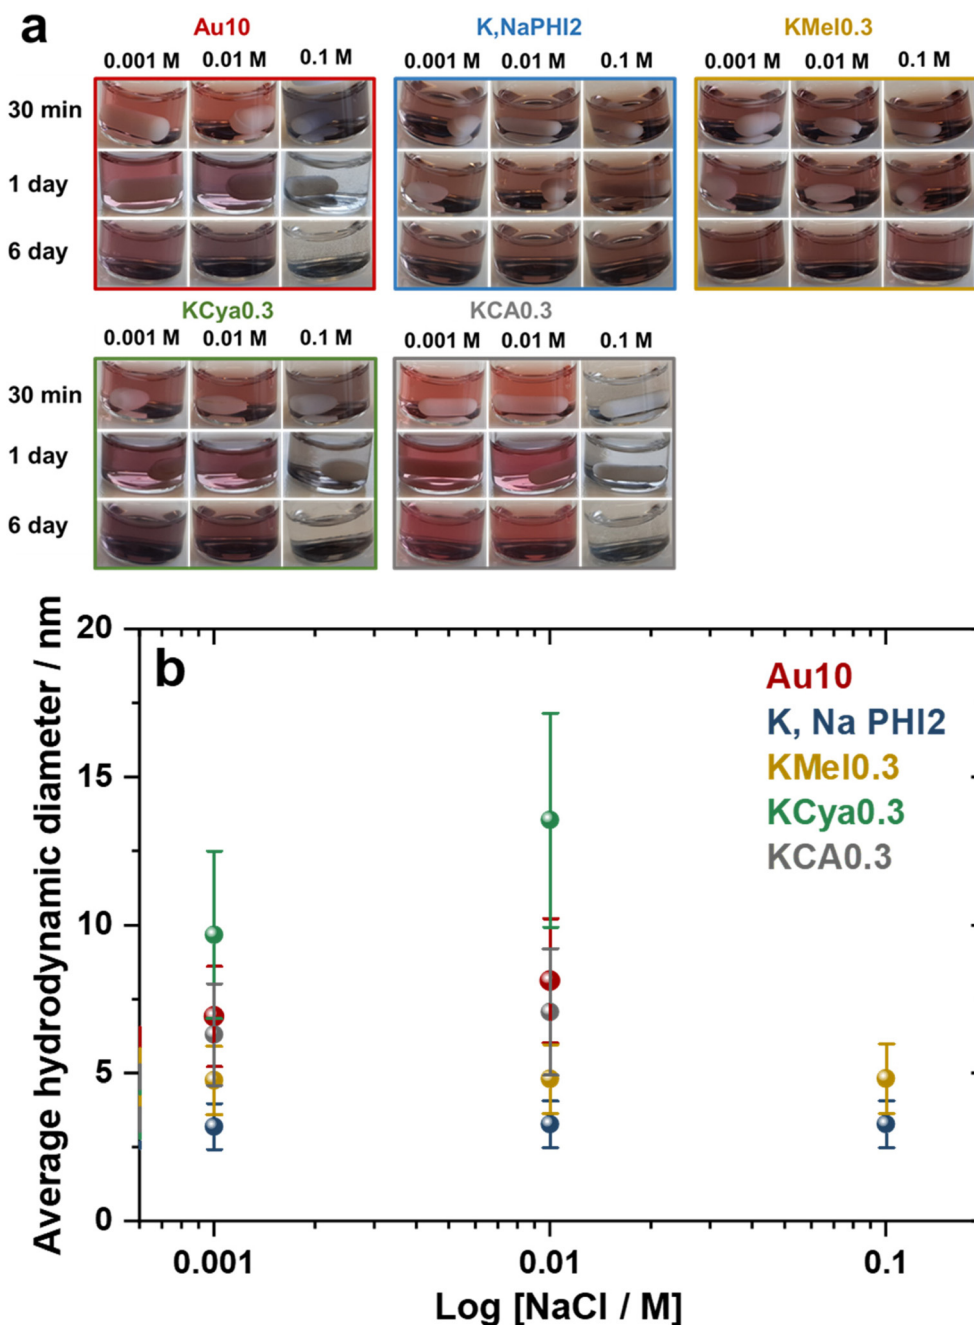 a
Au10 K,NaPHI2 KMel0.3
0.001 M 0.01 M 0.1 M 0.001 M 0.01 M 0.1 M 0.001 M 0.01 M 0.1 M
30 min
1 day
6 day
KCya0.3 KCA0.3
0.001 M 0.01 M 0.1 M 0.001 M 0.01 M 0.1 M
30 min
1 day
6 day
b
Au10
K, Na PHI2
KMel0.3
KCya0.3
KCA0.3
Average hydrodynamic diameter / nm
20
15
10
5
0
0.001 0.01 0.1
Log [NaCl / M]